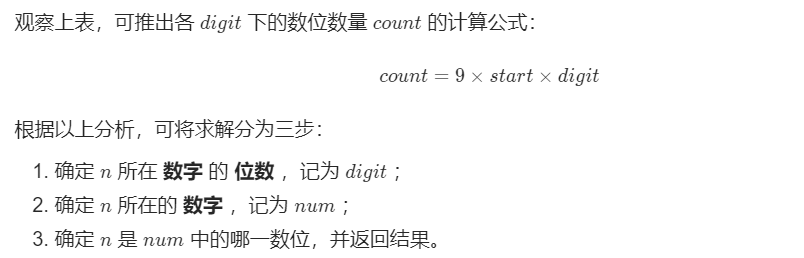 观察上表，可推出各 digit 下的数位数量 count 的计算公式：
count = 9 × start × digit
根据以上分析，可将求解分为三步：
1. 确定 n 所在 数字 的 位数 ，记为 digit ；
2. 确定 n 所在的 数字 ，记为 num ；
3. 确定 n 是 num 中的哪一数位，并返回结果。